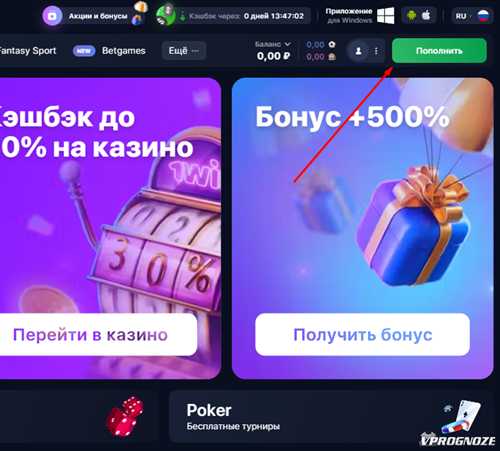 Акции и бонусы
Кэшбэк через: 0 дней 13:47:02
Приложение
для Windows
RU
Fantasy Sport
NEW
Betgames
Ещё ···
Баланс
0,00 ₽
0,00
0,00
Пополнить
Кэшбэк до
30% на казино
1win
3 0 %
Перейти в казино
Бонус +500%
Получить бонус
Poker
Бесплатные турниры
VPROGNOZE